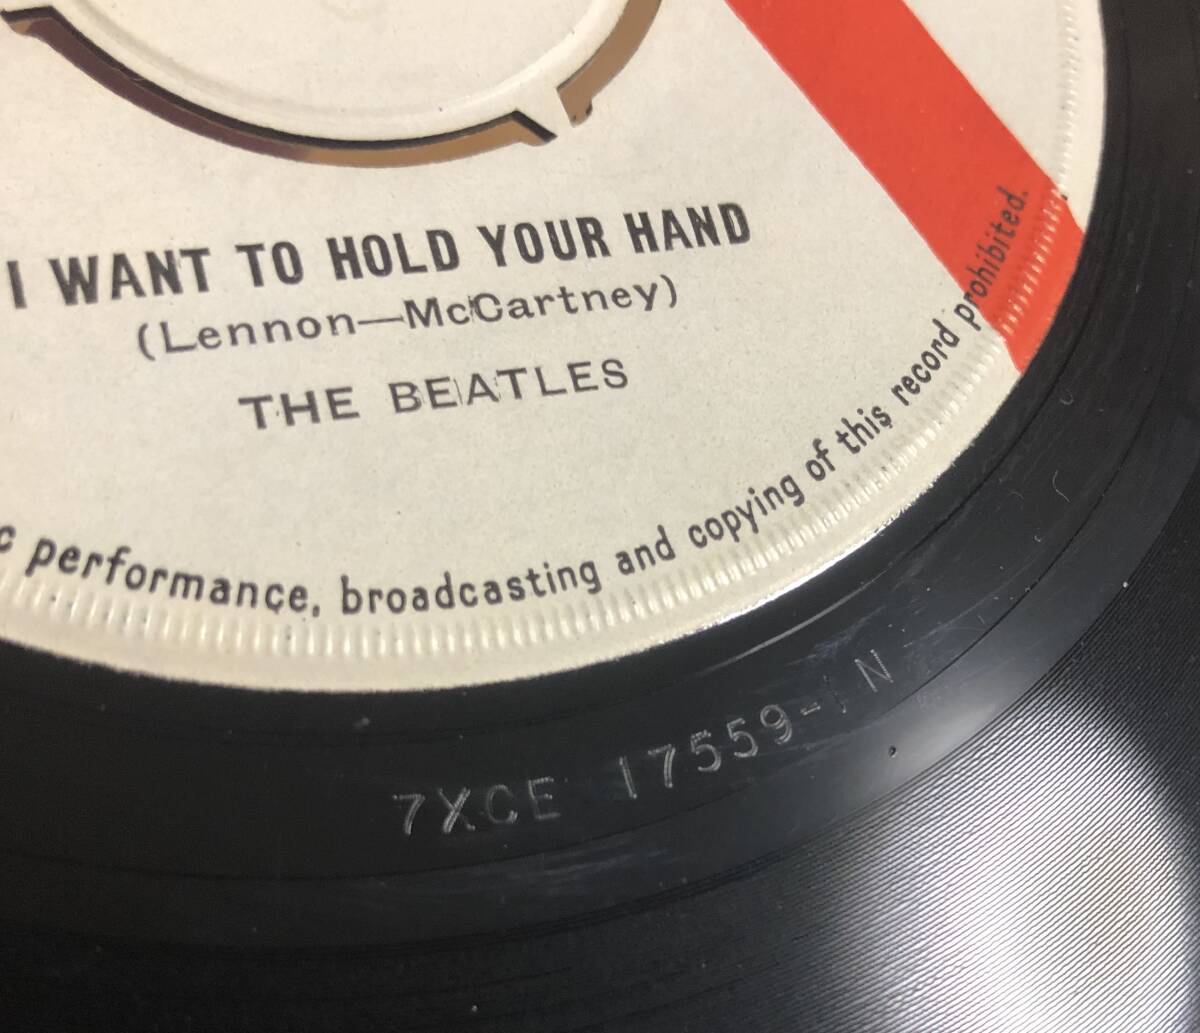 I WANT TO HOLD YOUR HAND
(Lennon—McCartney)
THE BEATLES
c performance, broadcasting and copying of this record prohibited.
7XCE 17559-1N